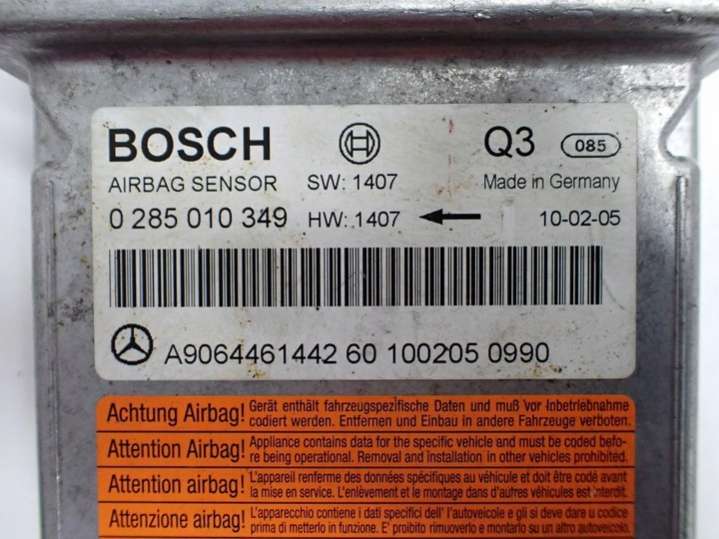 BOSCH Q3 085
AIRBAG SENSOR SW: 1407 Made in Germany
0 285 010 349 HW: 1407 10-02-05
A9064461442 60 100205 0990
Achtung Airbag! Gerät enthält fahrzeugspezifische Daten und muß vor Inbetriebnahme
codiert werden. Entfernen und Einbau in andere Fahrzeuge verboten.
Attention Airbag! Appliance contains data for the specific vehicle and must be coded befo-
re being operational. Removal and installation in other vehicles prohibited.
Attention airbag! L'appareil renferme des données spécifiques au véhicule et doit être codé avant
la mise en service. L'enlèvement et le montage dans d'autres véhicules est interdit.
Attenzione airbag! L'apparecchio contiene i dati specifici dell' l'autoveicolo e gli si deve dare u codice
prima di metterlo in funzione. E' proibito rimuoverlo e montarlo su un altro autoveicolo.